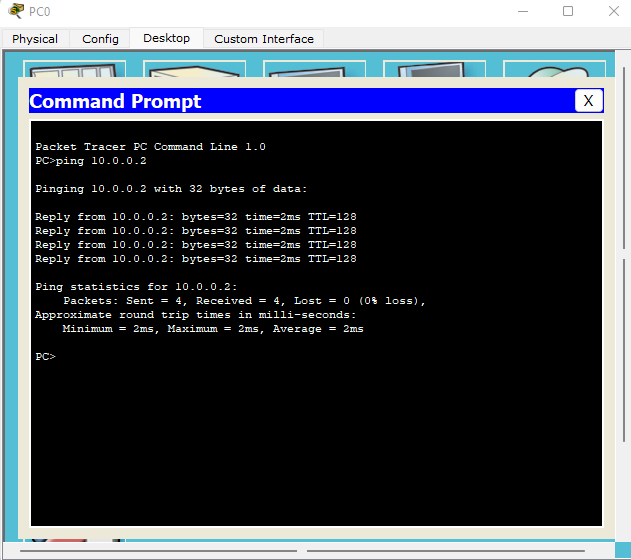 PC0
Physical Config Desktop Custom Interface
Command Prompt X
Packet Tracer PC Command Line 1.0
PC>ping 10.0.0.2
Pinging 10.0.0.2 with 32 bytes of data:
Reply from 10.0.0.2: bytes=32 time=2ms TTL=128
Reply from 10.0.0.2: bytes=32 time=2ms TTL=128
Reply from 10.0.0.2: bytes=32 time=2ms TTL=128
Reply from 10.0.0.2: bytes=32 time=2ms TTL=128
Ping statistics for 10.0.0.2:
Packets: Sent = 4, Received = 4, Lost = 0 (0% loss),
Approximate round trip times in milli-seconds:
Minimum = 2ms, Maximum = 2ms, Average = 2ms
PC>